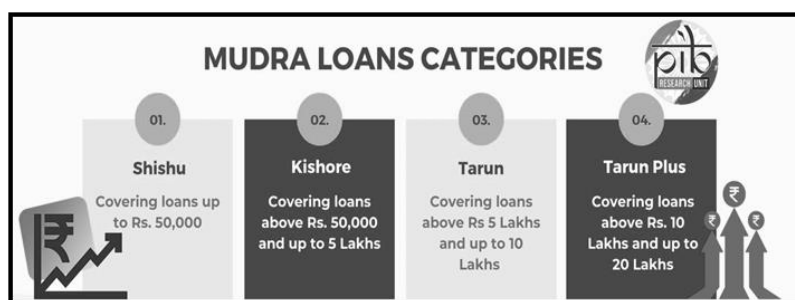 MUDRA LOANS CATEGORIES
pib
RESEARCH UNIT
01.
Shishu
Covering loans up
to Rs. 50,000
02.
Kishore
Covering loans
above Rs. 50,000
and up to 5 Lakhs
03.
Tarun
Covering loans
above Rs 5 Lakhs
and up to 10
Lakhs
04.
Tarun Plus
Covering loans
above Rs. 10
Lakhs and up to
20 Lakhs
₹
₹
₹
₹